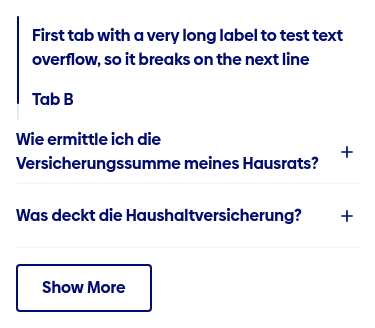 First tab with a very long label to test text
overflow, so it breaks on the next line
Tab B
Wie ermittle ich die
Versicherungssumme meines Hausrats?
Was deckt die Haushaltversicherung?
Show More